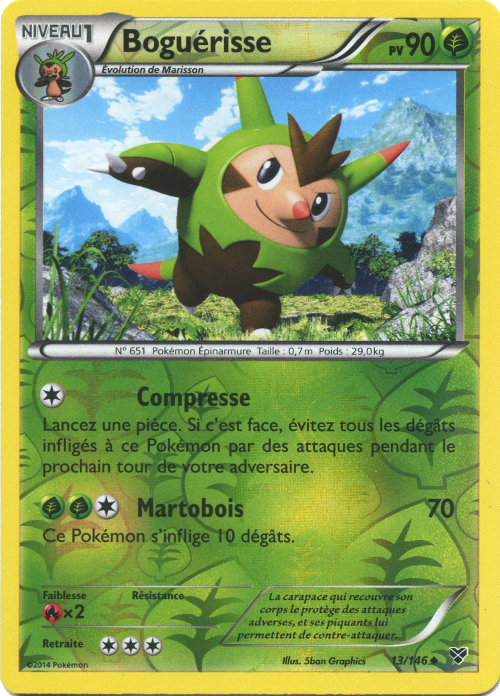 NIVEAU 1
Boguérisse
PV 90
Évolution de Marisson
N° 651 Pokémon Épinarmure Taille : 0,7 m Poids : 29,0 kg
Compresse
Lancez une pièce. Si c'est face, évitez tous les dégâts
infligés à ce Pokémon par des attaques pendant le
prochain tour de votre adversaire.
Martobois 70
Ce Pokémon s'inflige 10 dégâts.
Faiblesse Résistance
×2
Retraite
La carapace qui recouvre son
corps le protège des attaques
adverses, et ses piquants lui
permettent de contre-attaquer.
©2014 Pokémon
Illus. 5ban Graphics
13/146
XY